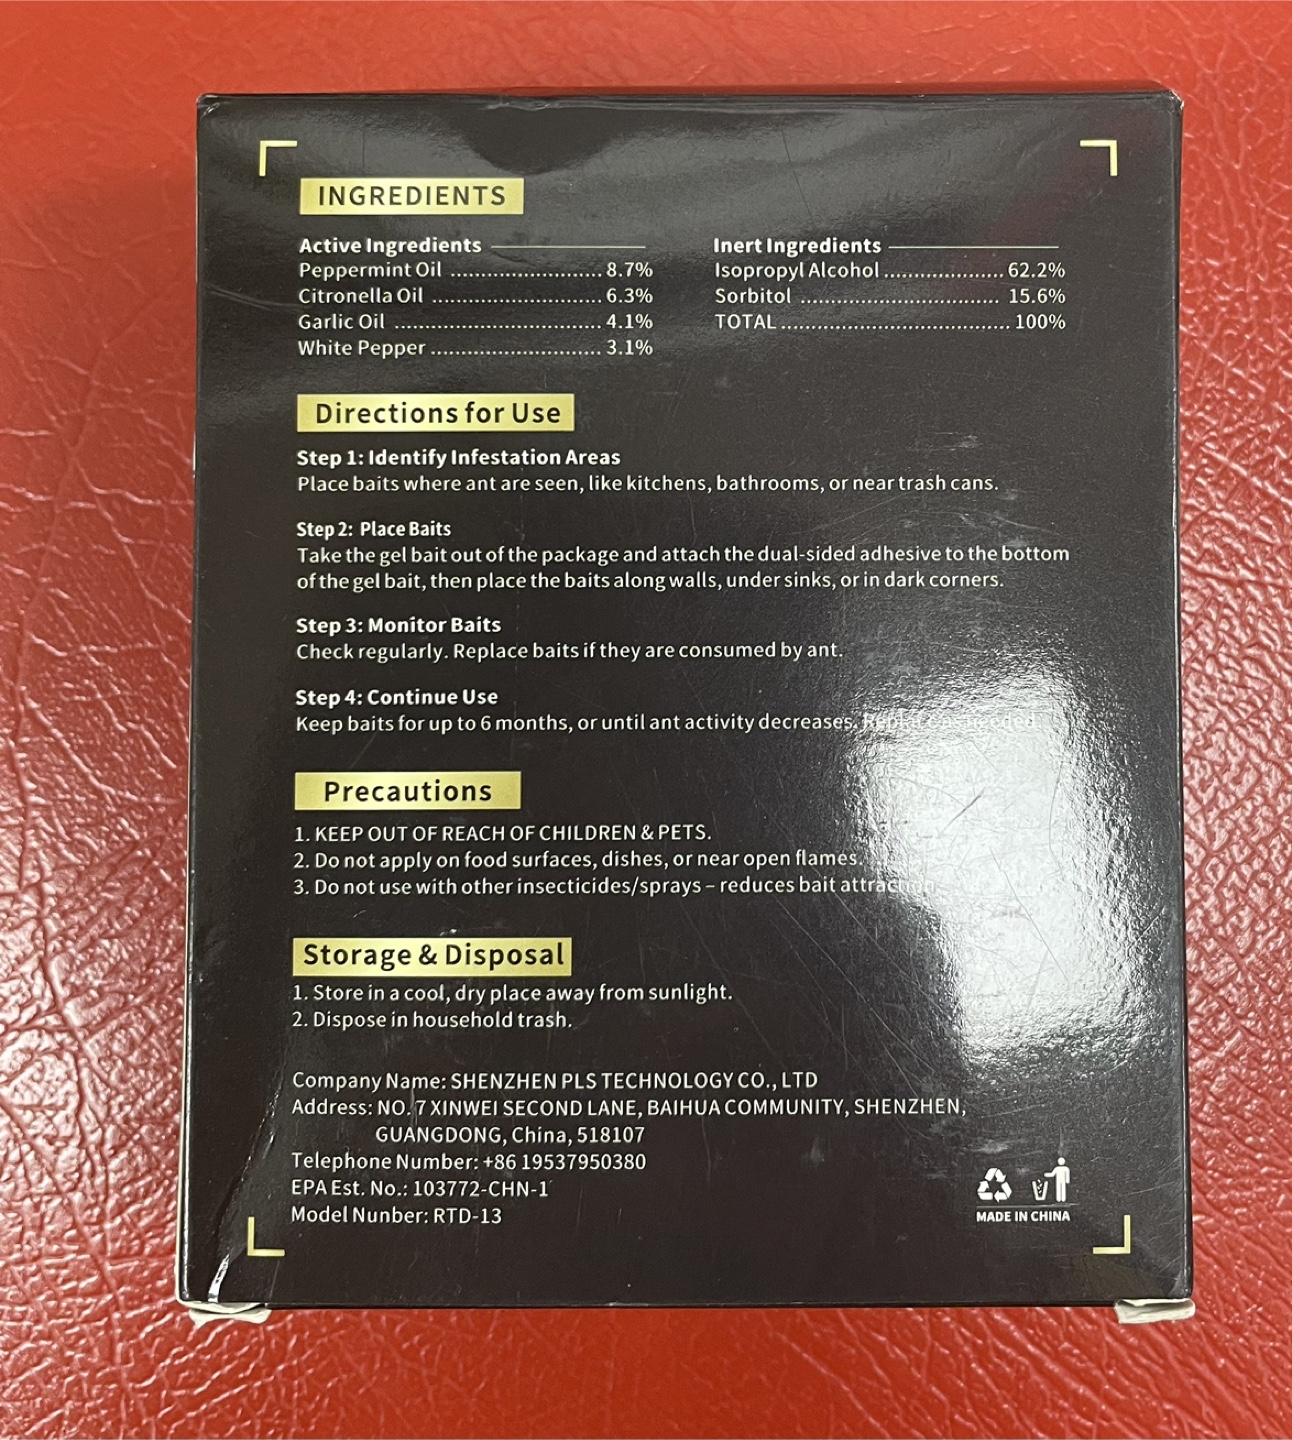 INGREDIENTS
Active Ingredients
Peppermint Oil ........................ 8.7%
Citronella Oil ........................... 6.3%
Garlic Oil ................................. 4.1%
White Pepper ........................... 3.1%
Inert Ingredients
Isopropyl Alcohol ................... 62.2%
Sorbitol ................................ 15.6%
TOTAL ..................................... 100%
Directions for Use
Step 1: Identify Infestation Areas
Place baits where ant are seen, like kitchens, bathrooms, or near trash cans.
Step 2: Place Baits
Take the gel bait out of the package and attach the dual-sided adhesive to the bottom
of the gel bait, then place the baits along walls, under sinks, or in dark corners.
Step 3: Monitor Baits
Check regularly. Replace baits if they are consumed by ant.
Step 4: Continue Use
Keep baits for up to 6 months, or until ant activity decreases. Replace as needed.
Precautions
1. KEEP OUT OF REACH OF CHILDREN & PETS.
2. Do not apply on food surfaces, dishes, or near open flames.
3. Do not use with other insecticides/sprays – reduces bait attraction.
Storage & Disposal
1. Store in a cool, dry place away from sunlight.
2. Dispose in household trash.
Company Name: SHENZHEN PLS TECHNOLOGY CO., LTD
Address: NO. 7 XINWEI SECOND LANE, BAIHUA COMMUNITY, SHENZHEN,
GUANGDONG, China, 518107
Telephone Number: +86 19537950380
EPA Est. No.: 103772-CHN-1
Model Nunber: RTD-13
MADE IN CHINA